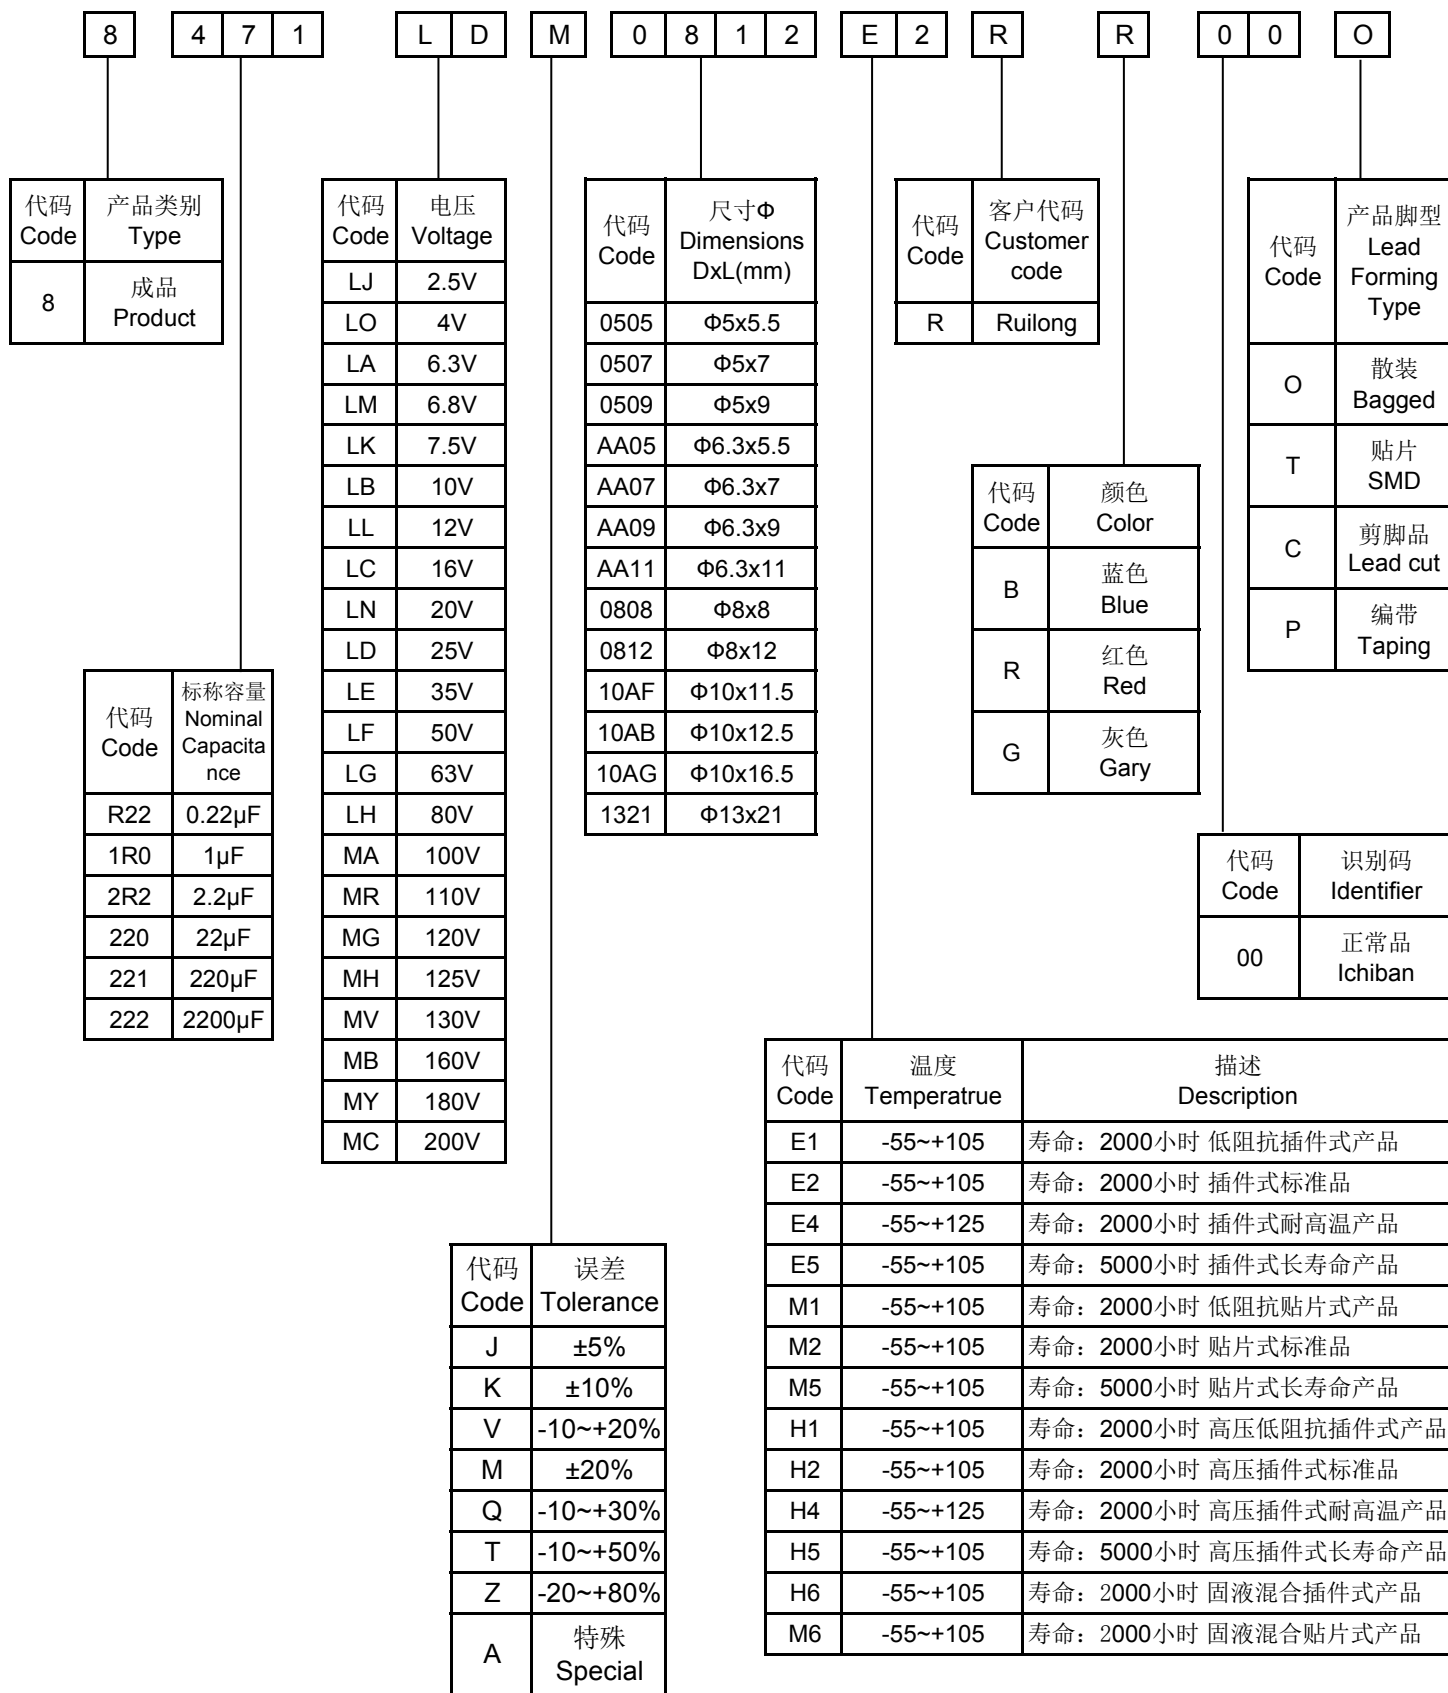 8 4 7 1 L D M 0 8 1 2 E 2 R R 0 0 O
代码 产品类别
Code Type
8 成品
Product
代码 标称容量
Code Nominal
Capacita
nce
R22 0.22μF
1R0 1μF
2R2 2.2μF
220 22μF
221 220μF
222 2200μF
代码 电压
Code Voltage
LJ 2.5V
LO 4V
LA 6.3V
LM 6.8V
LK 7.5V
LB 10V
LL 12V
LC 16V
LN 20V
LD 25V
LE 35V
LF 50V
LG 63V
LH 80V
MA 100V
MR 110V
MG 120V
MH 125V
MV 130V
MB 160V
MY 180V
MC 200V
代码 误差
Code Tolerance
J ±5%
K ±10%
V -10~+20%
M ±20%
Q -10~+30%
T -10~+50%
Z -20~+80%
A 特殊
Special
代码 尺寸Φ
Code Dimensions
DxL(mm)
0505 Φ5x5.5
0507 Φ5x7
0509 Φ5x9
AA05 Φ6.3x5.5
AA07 Φ6.3x7
AA09 Φ6.3x9
AA11 Φ6.3x11
0808 Φ8x8
0812 Φ8x12
10AF Φ10x11.5
10AB Φ10x12.5
10AG Φ10x16.5
1321 Φ13x21
代码 温度 描述
Code Temperatrue Description
E1 -55~+105 寿命：2000小时 低阻抗插件式产品
E2 -55~+105 寿命：2000小时 插件式标准品
E4 -55~+125 寿命：2000小时 插件式耐高温产品
E5 -55~+105 寿命：5000小时 插件式长寿命产品
M1 -55~+105 寿命：2000小时 低阻抗贴片式产品
M2 -55~+105 寿命：2000小时 贴片式标准品
M5 -55~+105 寿命：5000小时 贴片式长寿命产品
H1 -55~+105 寿命：2000小时 高压低阻抗插件式产品
H2 -55~+105 寿命：2000小时 高压插件式标准品
H4 -55~+125 寿命：2000小时 高压插件式耐高温产品
H5 -55~+105 寿命：5000小时 高压插件式长寿命产品
H6 -55~+105 寿命：2000小时 固液混合插件式产品
M6 -55~+105 寿命：2000小时 固液混合贴片式产品
代码 客户代码
Code Customer
code
R Ruilong
代码 颜色
Code Color
B 蓝色
Blue
R 红色
Red
G 灰色
Gary
代码 识别码
Code Identifier
00 正常品
Ichiban
代码 产品脚型
Code Lead
Forming
Type
O 散装
Bagged
T 贴片
SMD
C 剪脚品
Lead cut
P 编带
Taping